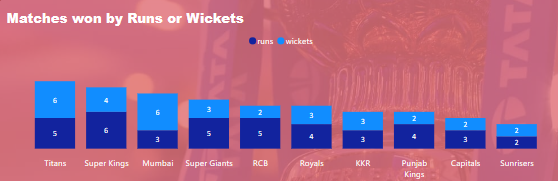 Matches won by Runs or Wickets
runs wickets
6 4 6 3 2 3 3 2 2 2
5 6 3 5 5 4 3 4 3 2
Titans Super Kings Mumbai Super Giants RCB Royals KKR Punjab Kings Capitals Sunrisers
TATA
TATA